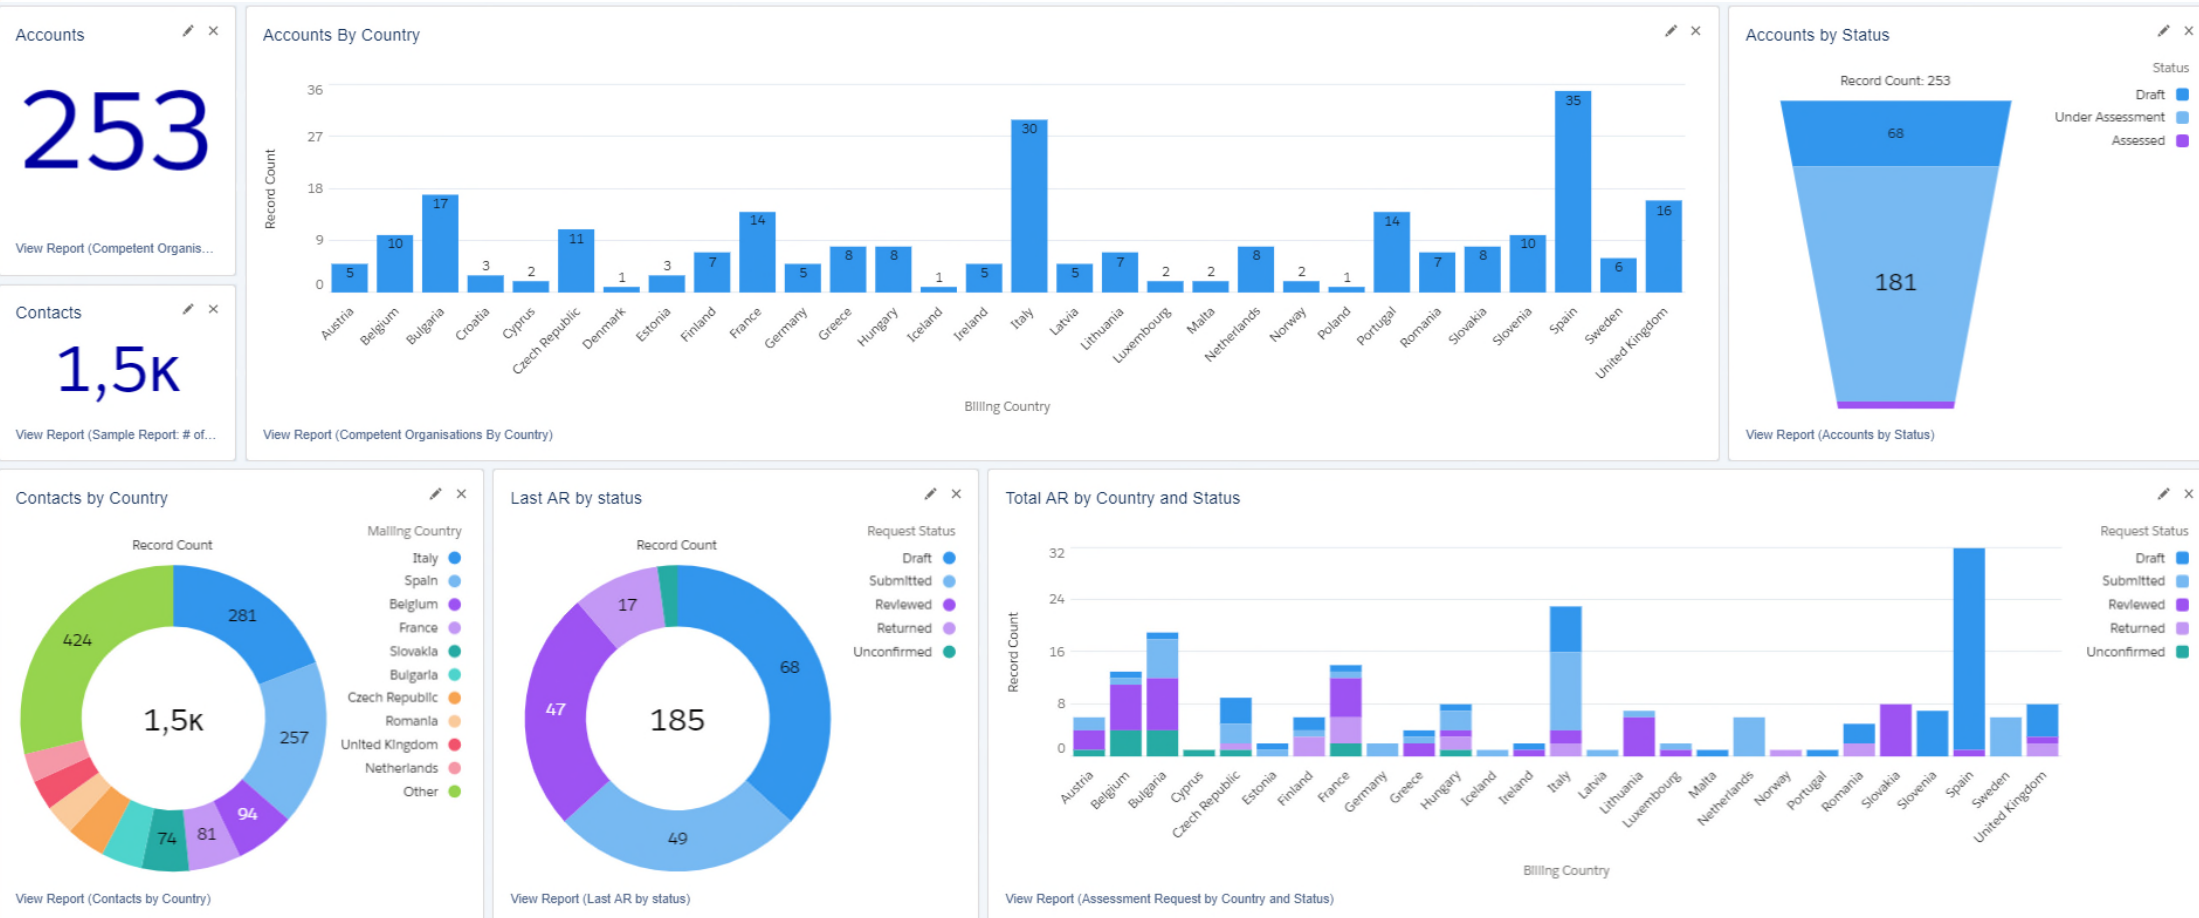 Accounts
253
View Report (Competent Organis...
Contacts
1,5K
View Report (Sample Report: # of...
Accounts By Country
Record Count
36
27
18
9
0
5
10
17
3
2
11
1
3
7
14
5
8
8
1
5
30
5
7
2
2
8
2
1
14
7
8
10
35
6
16
Austria
Belgium
Bulgaria
Croatia
Cyprus
Czech Republic
Denmark
Estonia
Finland
France
Germany
Greece
Hungary
Iceland
Ireland
Italy
Latvia
Lithuania
Luxembourg
Malta
Netherlands
Norway
Poland
Portugal
Romania
Slovakia
Slovenia
Spain
Sweden
United Kingdom
Billing Country
View Report (Competent Organisations By Country)
Accounts by Status
Record Count: 253
68
181
Status
Draft
Under Assessment
Assessed
View Report (Accounts by Status)
Contacts by Country
Record Count
281
257
94
81
74
424
1,5K
Mailing Country
Italy
Spain
Belgium
France
Slovakia
Bulgaria
Czech Republic
Romania
United Kingdom
Netherlands
Other
View Report (Contacts by Country)
Last AR by status
Record Count
68
49
47
17
185
Request Status
Draft
Submitted
Reviewed
Returned
Unconfirmed
View Report (Last AR by status)
Total AR by Country and Status
Record Count
32
24
16
8
0
Austria
Belgium
Bulgaria
Cyprus
Czech Republic
Estonia
Finland
France
Germany
Greece
Hungary
Iceland
Ireland
Italy
Latvia
Lithuania
Luxembourg
Malta
Netherlands
Norway
Portugal
Romania
Slovakia
Slovenia
Spain
Sweden
United Kingdom
Billing Country
Request Status
Draft
Submitted
Reviewed
Returned
Unconfirmed
View Report (Assessment Request by Country and Status)